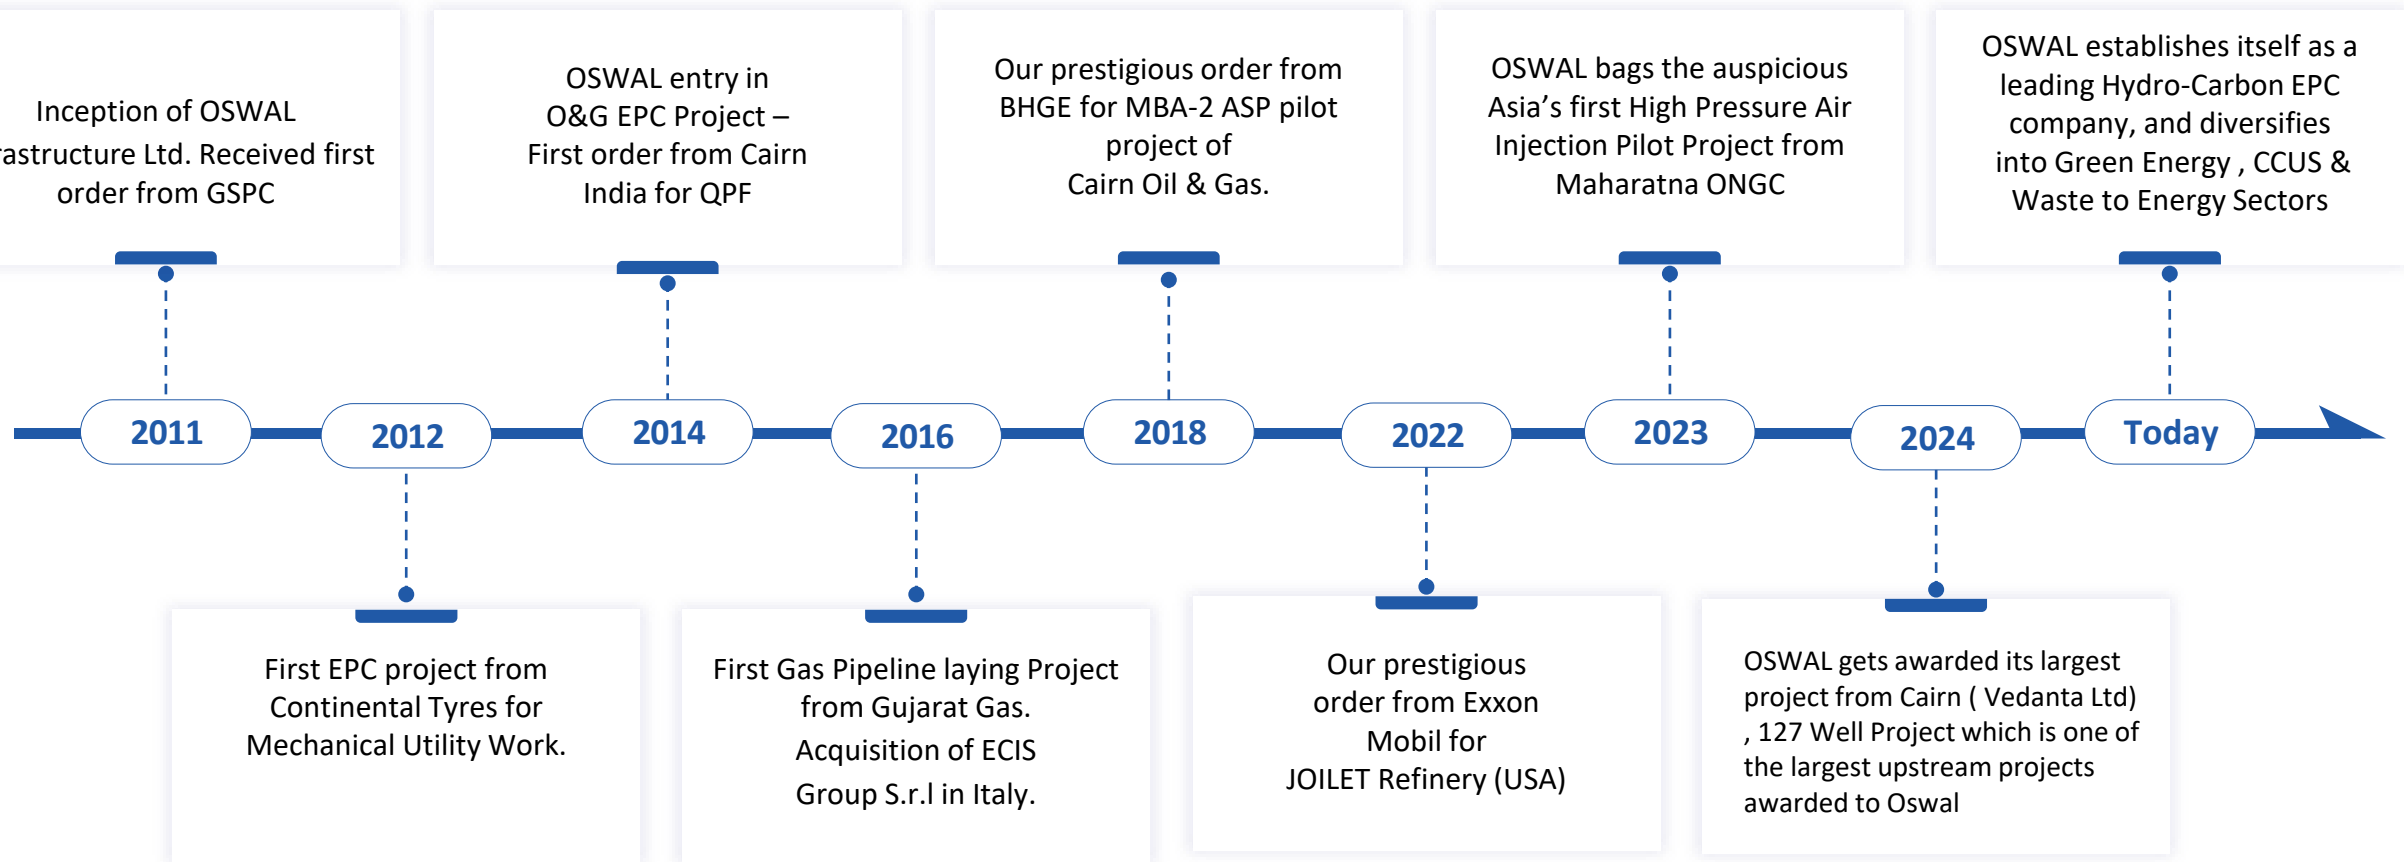 Inception of OSWAL
rastructure Ltd. Received first
order from GSPC
OSWAL entry in
O&G EPC Project –
First order from Cairn
India for QPF
Our prestigious order from
BHGE for MBA-2 ASP pilot
project of
Cairn Oil & Gas.
OSWAL bags the auspicious
Asia’s first High Pressure Air
Injection Pilot Project from
Maharatna ONGC
OSWAL establishes itself as a
leading Hydro-Carbon EPC
company, and diversifies
into Green Energy , CCUS &
Waste to Energy Sectors
2011
2012
2014
2016
2018
2022
2023
2024
Today
First EPC project from
Continental Tyres for
Mechanical Utility Work.
First Gas Pipeline laying Project
from Gujarat Gas.
Acquisition of ECIS
Group S.r.l in Italy.
Our prestigious
order from Exxon
Mobil for
JOILET Refinery (USA)
OSWAL gets awarded its largest
project from Cairn ( Vedanta Ltd)
, 127 Well Project which is one of
the largest upstream projects
awarded to Oswal